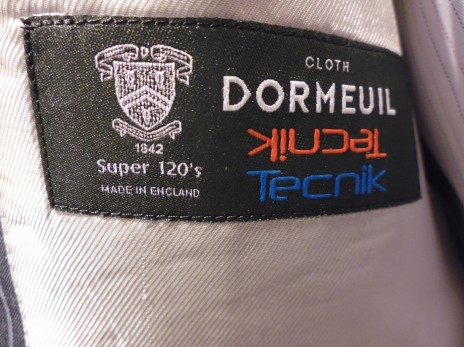 D
1842
Super 120's
MADE IN ENGLAND
CLOTH
DORMEUIL
Tecnik
Tecnik